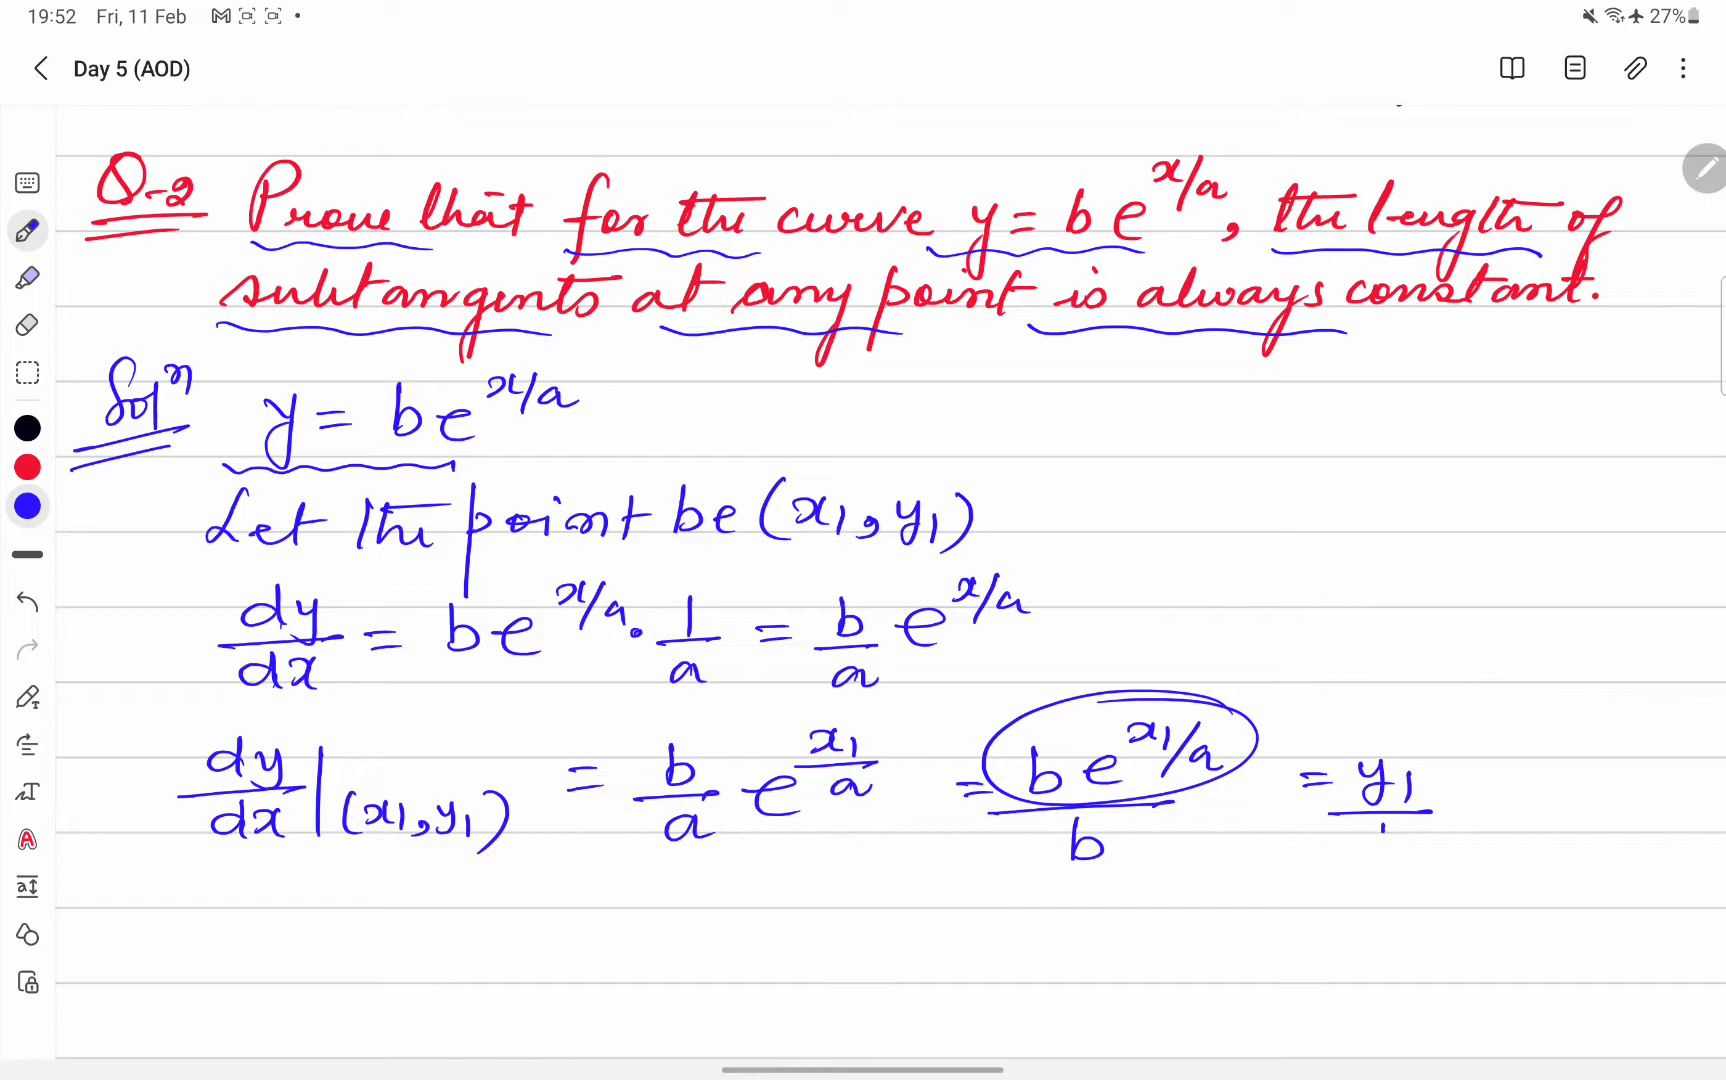 19:52 Fri, 11 Feb 27%
Day 5 (AOD)
Q-2 Prove that for the curve y = b e^{x/a}, the length of
subtangents at any point is always constant.
Solⁿ y = b e^{x/a}
Let the point be (x₁, y₁)
dy/dx = b e^{x/a} · 1/a = b/a e^{x/a}
dy/dx |(x₁, y₁) = b/a e^{x₁/a} = b e^{x₁/a} / b = y₁